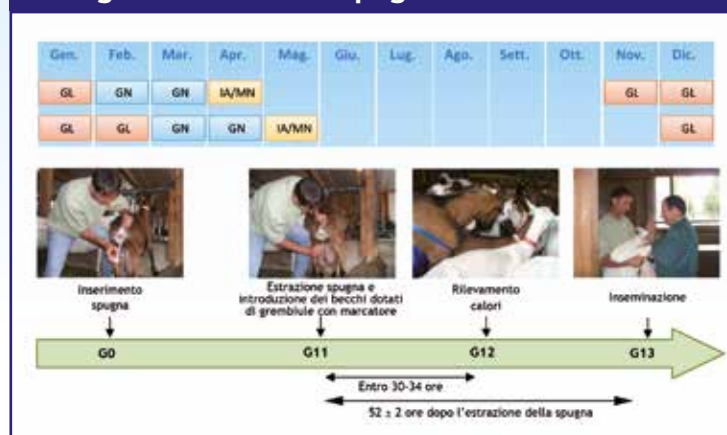 Gen. Feb. Mar. Apr. Mag. Giu. Lug. Ago. Sett. Ott. Nov. Dic.
GL GN GN IA/MN GL GL
GL GL GN GN IA/MN GL
Inserimento
spugna
Estrazione spugna e
introduzione dei becchi dotati
di grembiule con marcatore
Rilevamento
calori
Inseminazione
G0 G11 G12 G13
Entro 30-34 ore
52 ± 2 ore dopo l'estrazione della spugna